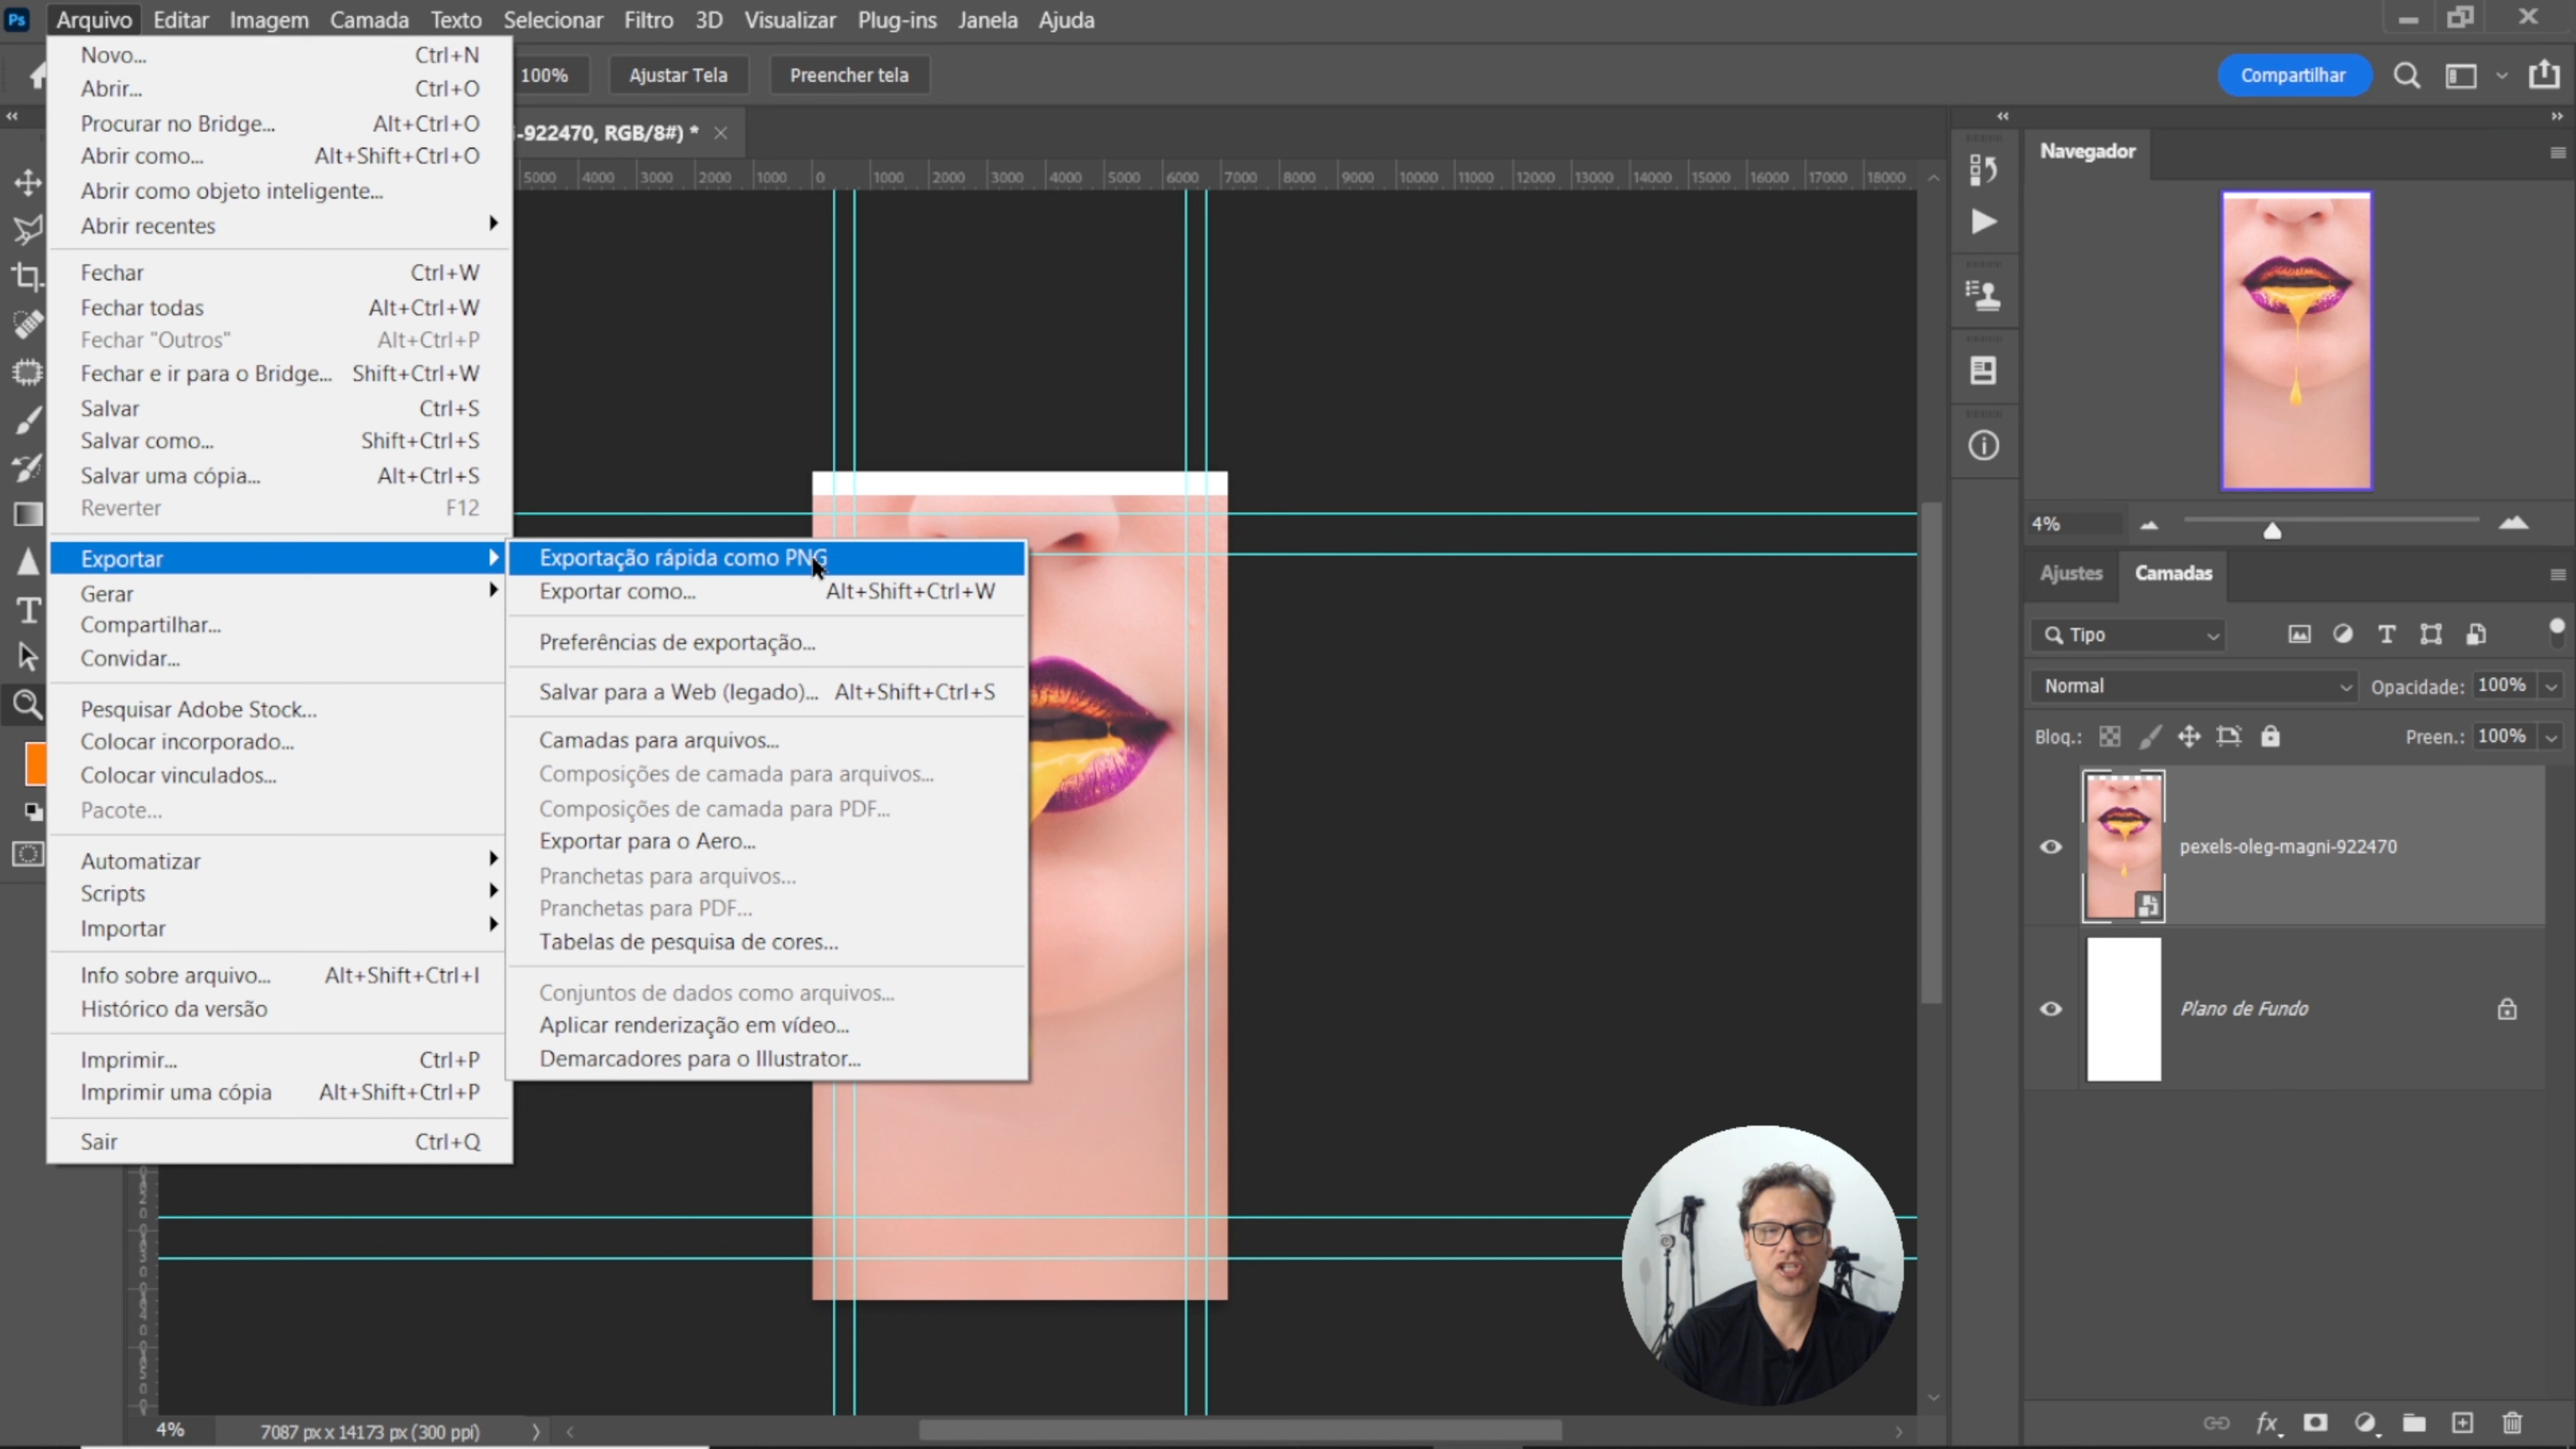 Ps Arquivo Editar Imagem Camada Texto Selecionar Filtro 3D Visualizar Plug-ins Janela Ajuda
100% Ajustar Tela Preencher tela Compartilhar
-922470, RGB/8#) * ×
5000 4000 3000 2000 1000 0 1000 2000 3000 4000 5000 6000 7000 8000 9000 10000 11000 12000 13000 14000 15000 16000 17000 18000
Novo... Ctrl+N
Abrir... Ctrl+O
Procurar no Bridge... Alt+Ctrl+O
Abrir como... Alt+Shift+Ctrl+O
Abrir como objeto inteligente...
Abrir recentes
Fechar Ctrl+W
Fechar todas Alt+Ctrl+W
Fechar "Outros" Alt+Ctrl+P
Fechar e ir para o Bridge... Shift+Ctrl+W
Salvar Ctrl+S
Salvar como... Shift+Ctrl+S
Salvar uma cópia... Alt+Ctrl+S
Reverter F12
Exportar
Gerar
Compartilhar...
Convidar...
Pesquisar Adobe Stock...
Colocar incorporado...
Colocar vinculados...
Pacote...
Automatizar
Scripts
Importar
Info sobre arquivo... Alt+Shift+Ctrl+I
Histórico da versão
Imprimir... Ctrl+P
Imprimir uma cópia Alt+Shift+Ctrl+P
Sair Ctrl+Q
Exportação rápida como PNG
Exportar como... Alt+Shift+Ctrl+W
Preferências de exportação...
Salvar para a Web (legado)... Alt+Shift+Ctrl+S
Camadas para arquivos...
Composições de camada para arquivos...
Composições de camada para PDF...
Exportar para o Aero...
Pranchetas para arquivos...
Pranchetas para PDF...
Tabelas de pesquisa de cores...
Conjuntos de dados como arquivos...
Aplicar renderização em vídeo...
Demarcadores para o Illustrator...
Navegador
4%
Ajustes Camadas
Tipo
Normal Opacidade: 100%
Bloq.: Preen.: 100%
pexels-oleg-magni-922470
Plano de Fundo
fx
4% 7087 px x 14173 px (300 ppi)